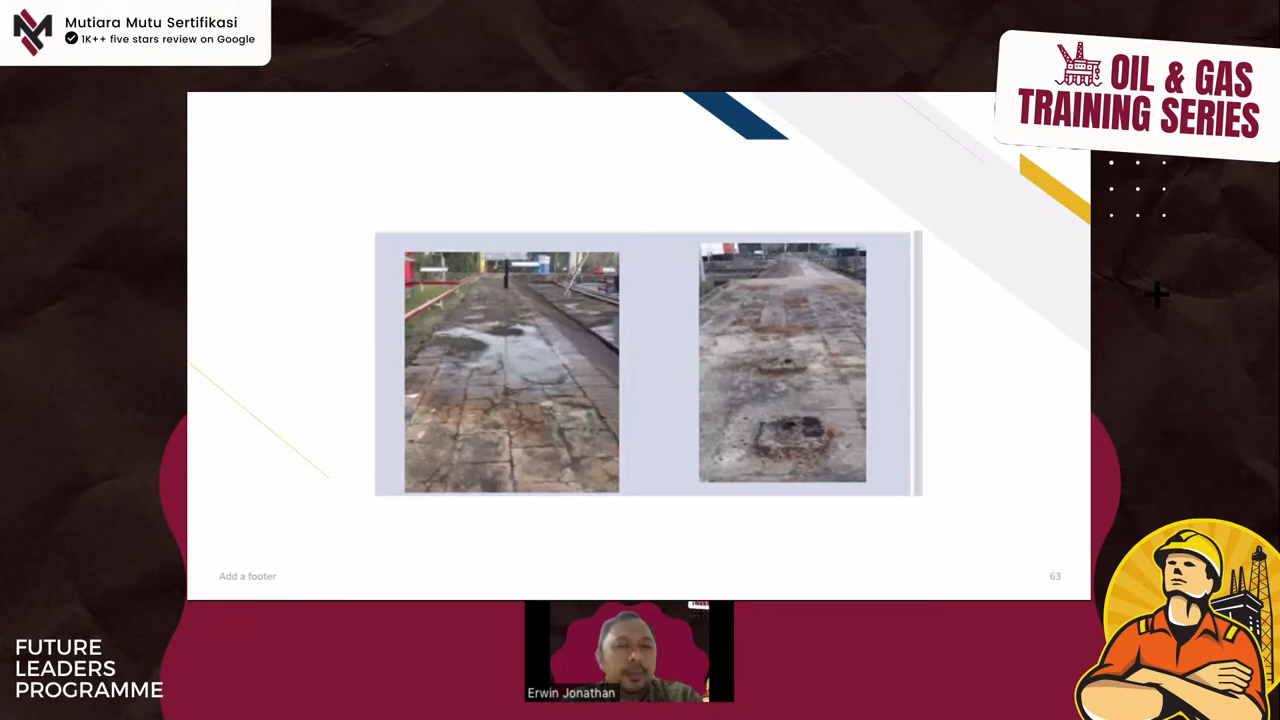 Mutiara Mutu Sertifikasi
1K++ five stars review on Google
OIL & GAS
TRAINING SERIES
Add a footer
63
FUTURE
LEADERS
PROGRAMME
Erwin Jonathan